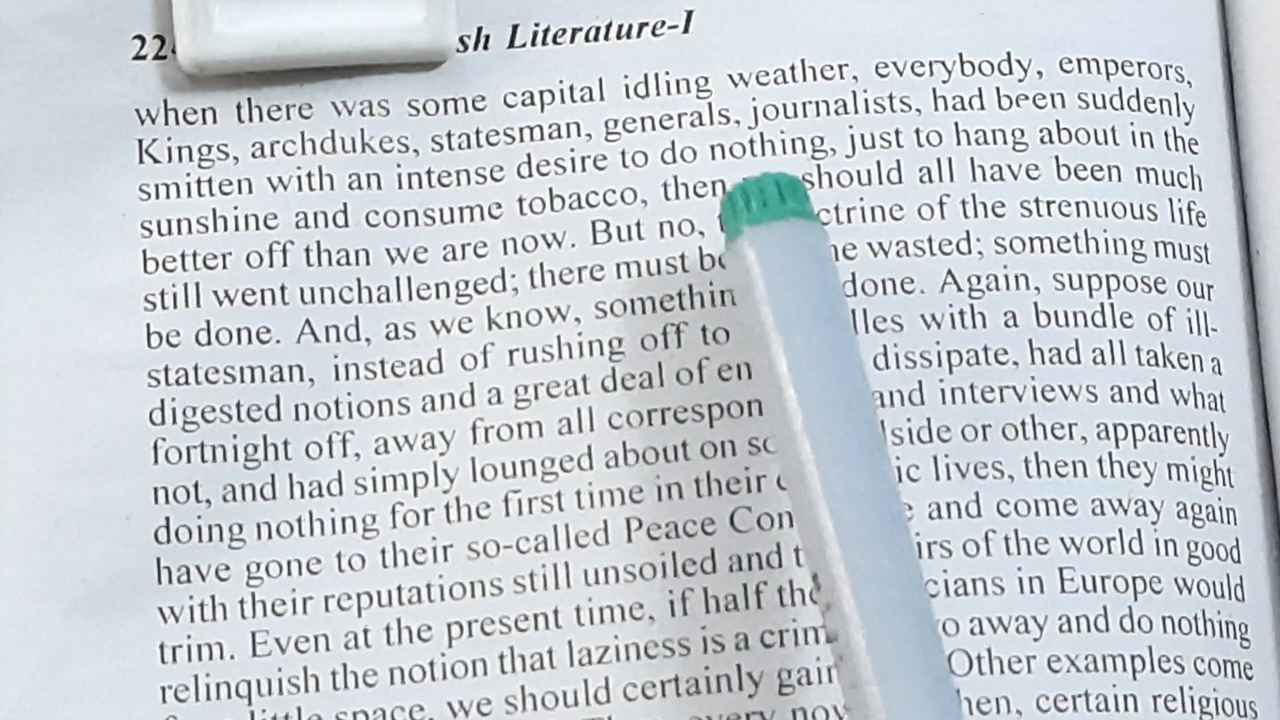 22 sh Literature-I
when there was some capital idling weather, everybody, emperors,
Kings, archdukes, statesman, generals, journalists, had been suddenly
smitten with an intense desire to do nothing, just to hang about in the
sunshine and consume tobacco, then should all have been much
better off than we are now. But no, ctrine of the strenuous life
still went unchallenged; there must be wasted; something must
be done. And, as we know, somethin done. Again, suppose our
statesman, instead of rushing off to lles with a bundle of ill-
digested notions and a great deal of en dissipate, had all taken a
fortnight off, away from all correspon and interviews and what
not, and had simply lounged about on side or other, apparently
doing nothing for the first time in their ic lives, then they might
have gone to their so-called Peace Con and come away again
with their reputations still unsoiled and irs of the world in good
trim. Even at the present time, if half the cians in Europe would
relinquish the notion that laziness is a crim away and do nothing
little space, we should certainly gain Other examples come
every now hen, certain religious